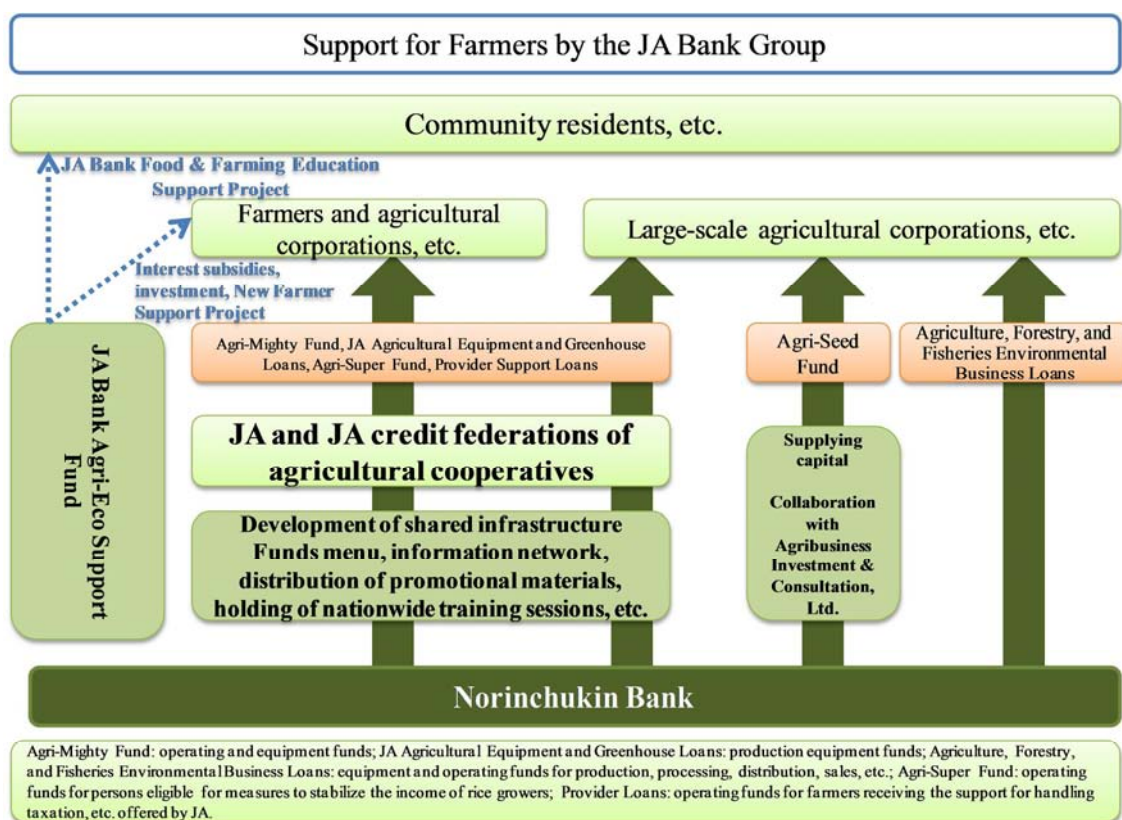 Support for Farmers by the JA Bank Group
Community residents, etc.
JA Bank Food & Farming Education
Support Project
Farmers and agricultural
corporations, etc.
Large-scale agricultural corporations, etc.
Interest subsidies,
investment, New Farmer
Support Project
JA Bank Agri-Eco Support
Fund
Agri-Mighty Fund, JA Agricultural Equipment and Greenhouse
Loans, Agri-Super Fund, Provider Support Loans
Agri-Seed
Fund
Agriculture, Forestry, and
Fisheries Environmental
Business Loans
JA and JA credit federations of
agricultural cooperatives
Development of shared infrastructure
Funds menu, information network,
distribution of promotional materials,
holding of nationwide training sessions, etc.
Supplying
capital
Collaboration
with
Agribusiness
Investment &
Consultation,
Ltd.
Norinchukin Bank
Agri-Mighty Fund: operating and equipment funds; JA Agricultural Equipment and Greenhouse Loans: production equipment funds; Agriculture, Forestry,
and Fisheries Environmental Business Loans: equipment and operating funds for production, processing, distribution, sales, etc.; Agri-Super Fund: operating
funds for persons eligible for measures to stabilize the income of rice growers; Provider Loans: operating funds for farmers receiving the support for handling
taxation, etc. offered by JA.